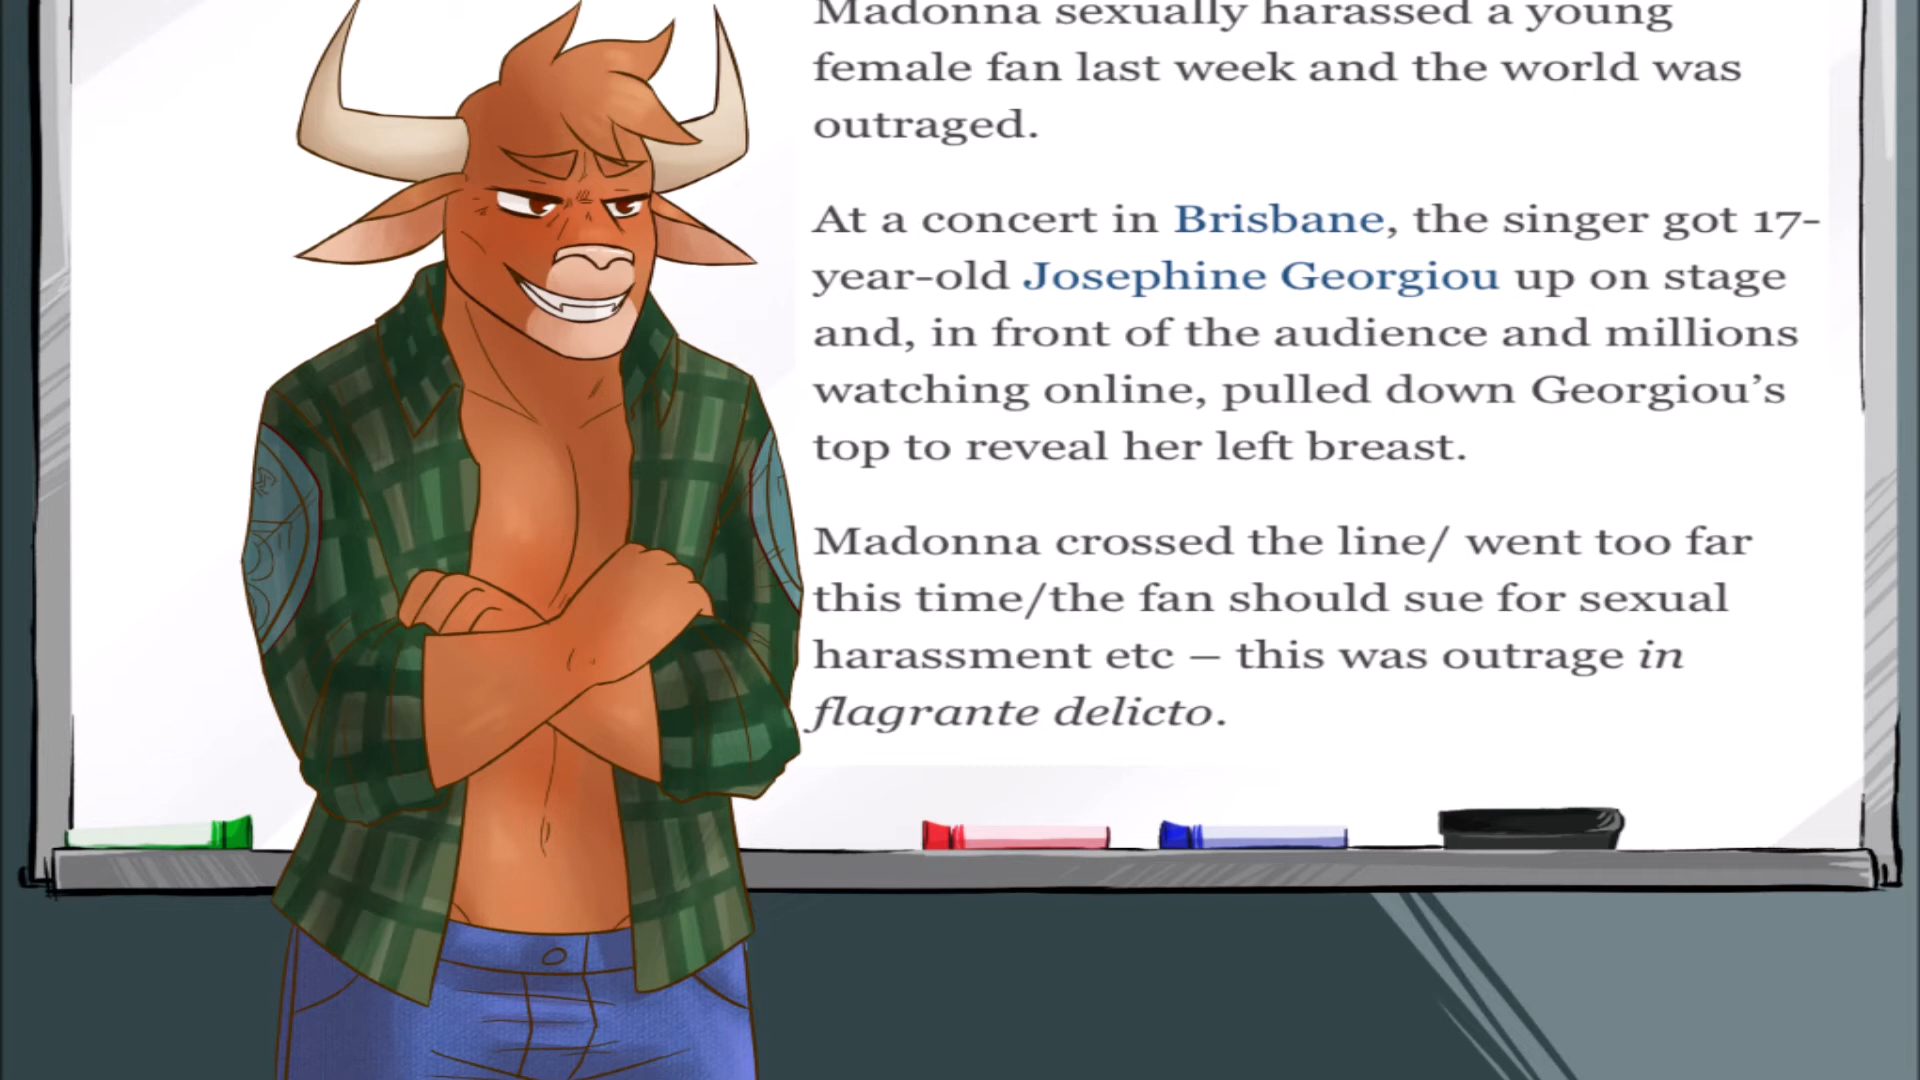 Madonna sexually harassed a young
female fan last week and the world was
outraged.
At a concert in Brisbane, the singer got 17-
year-old Josephine Georgiou up on stage
and, in front of the audience and millions
watching online, pulled down Georgiou’s
top to reveal her left breast.
Madonna crossed the line/ went too far
this time/the fan should sue for sexual
harassment etc – this was outrage in
flagrante delicto.